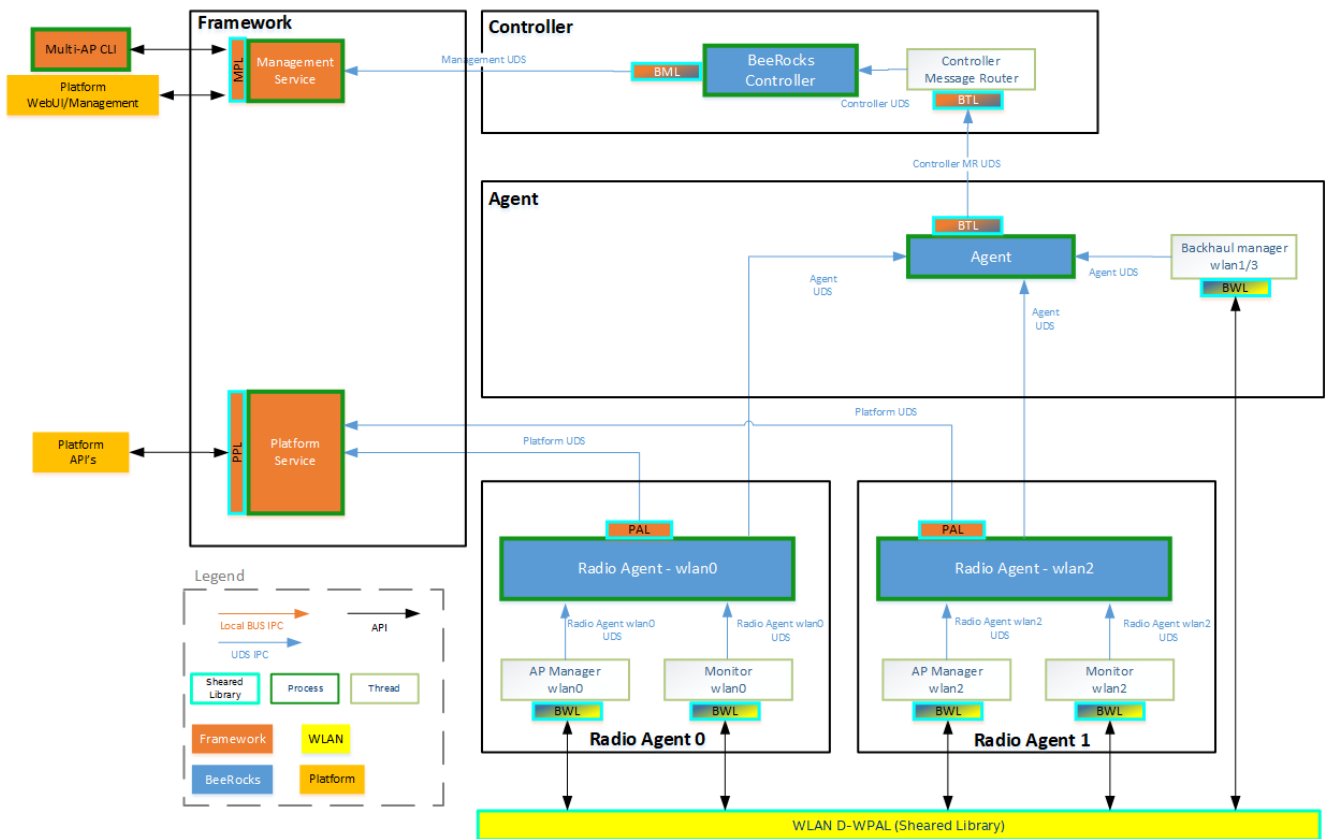 Framework
Multi-AP CLI
Platform
WebUI/Management
MPL
Management
Service
Management UDS
Controller
BML
BeeRocks
Controller
Controller
Message Router
Controller UDS
BTL
Controller MR UDS
Agent
BTL
Agent
Agent UDS
Backhaul manager
wlan1/3
BWL
Agent
UDS
Agent
UDS
Platform
API's
PPL
Platform
Service
Platform UDS
Platform UDS
PAL
Radio Agent - wlan0
Radio Agent wlan0
UDS
Radio Agent wlan0
UDS
AP Manager
wlan0
BWL
Monitor
wlan0
BWL
Radio Agent 0
PAL
Radio Agent - wlan2
Radio Agent wlan2
UDS
Radio Agent wlan2
UDS
AP Manager
wlan2
BWL
Monitor
wlan2
BWL
Radio Agent 1
Legend
Local BUS IPC
API
UDS IPC
Sheared
Library
Process
Thread
Framework
WLAN
BeeRocks
Platform
WLAN D-WPAL (Sheared Library)